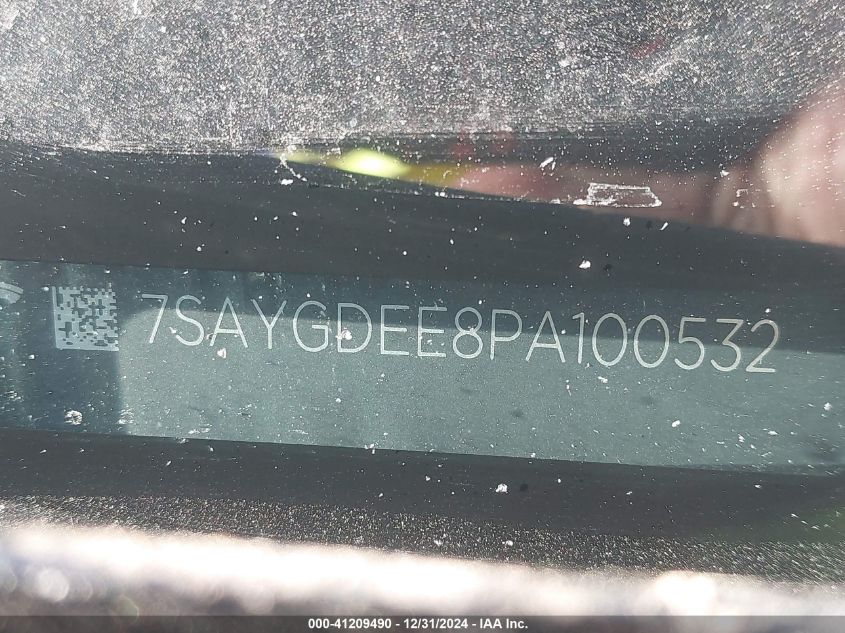 7SAYGDEE8PA100532
000-41209490 - 12/31/2024 - IAA Inc.